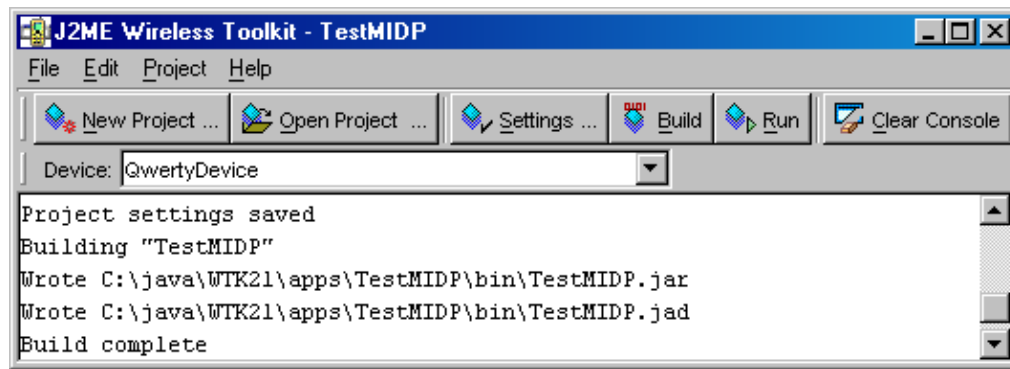 J2ME Wireless Toolkit - TestMIDP
File Edit Project Help
New Project ... Open Project ... Settings ... Build Run Clear Console
Device: QwertyDevice
Project settings saved
Building "TestMIDP"
Wrote C:\java\WTK21\apps\TestMIDP\bin\TestMIDP.jar
Wrote C:\java\WTK21\apps\TestMIDP\bin\TestMIDP.jad
Build complete